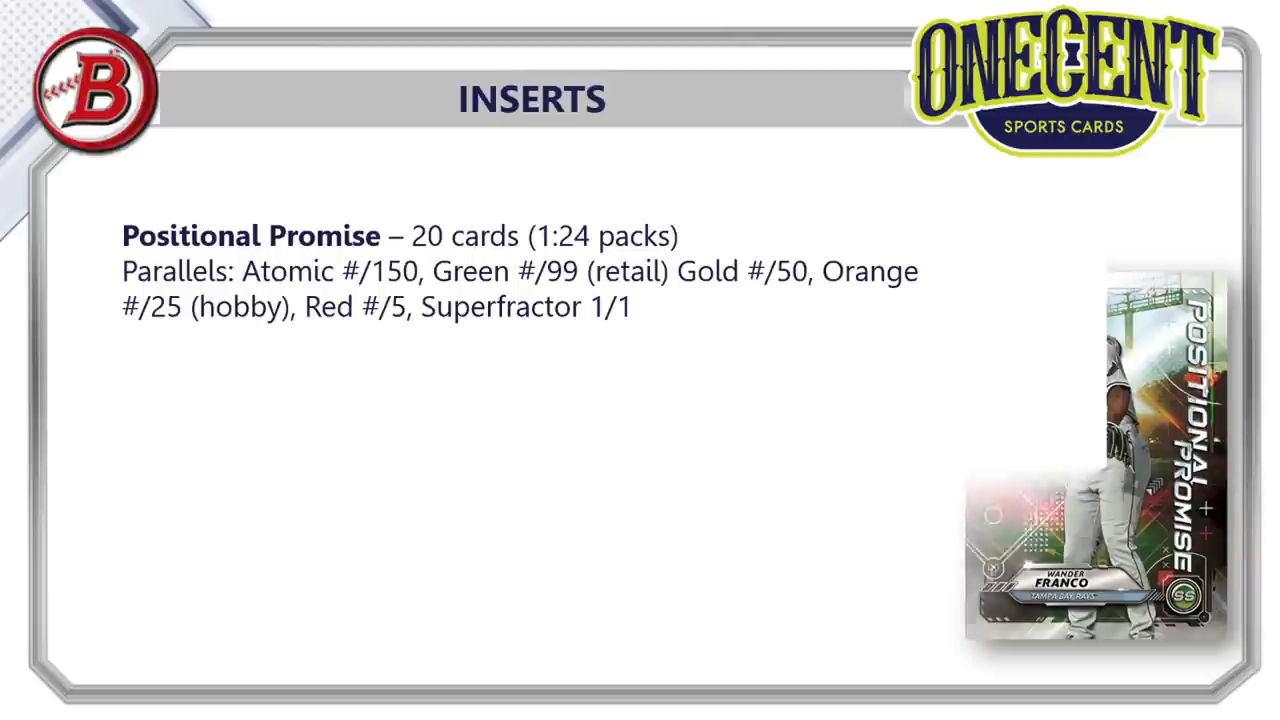 B
INSERTS
ONECENT
SPORTS CARDS
Positional Promise – 20 cards (1:24 packs)
Parallels: Atomic #/150, Green #/99 (retail) Gold #/50, Orange
#/25 (hobby), Red #/5, Superfractor 1/1
POSITIONAL
PROMISE
WANDER
FRANCO
TAMPA BAY RAYS
SS